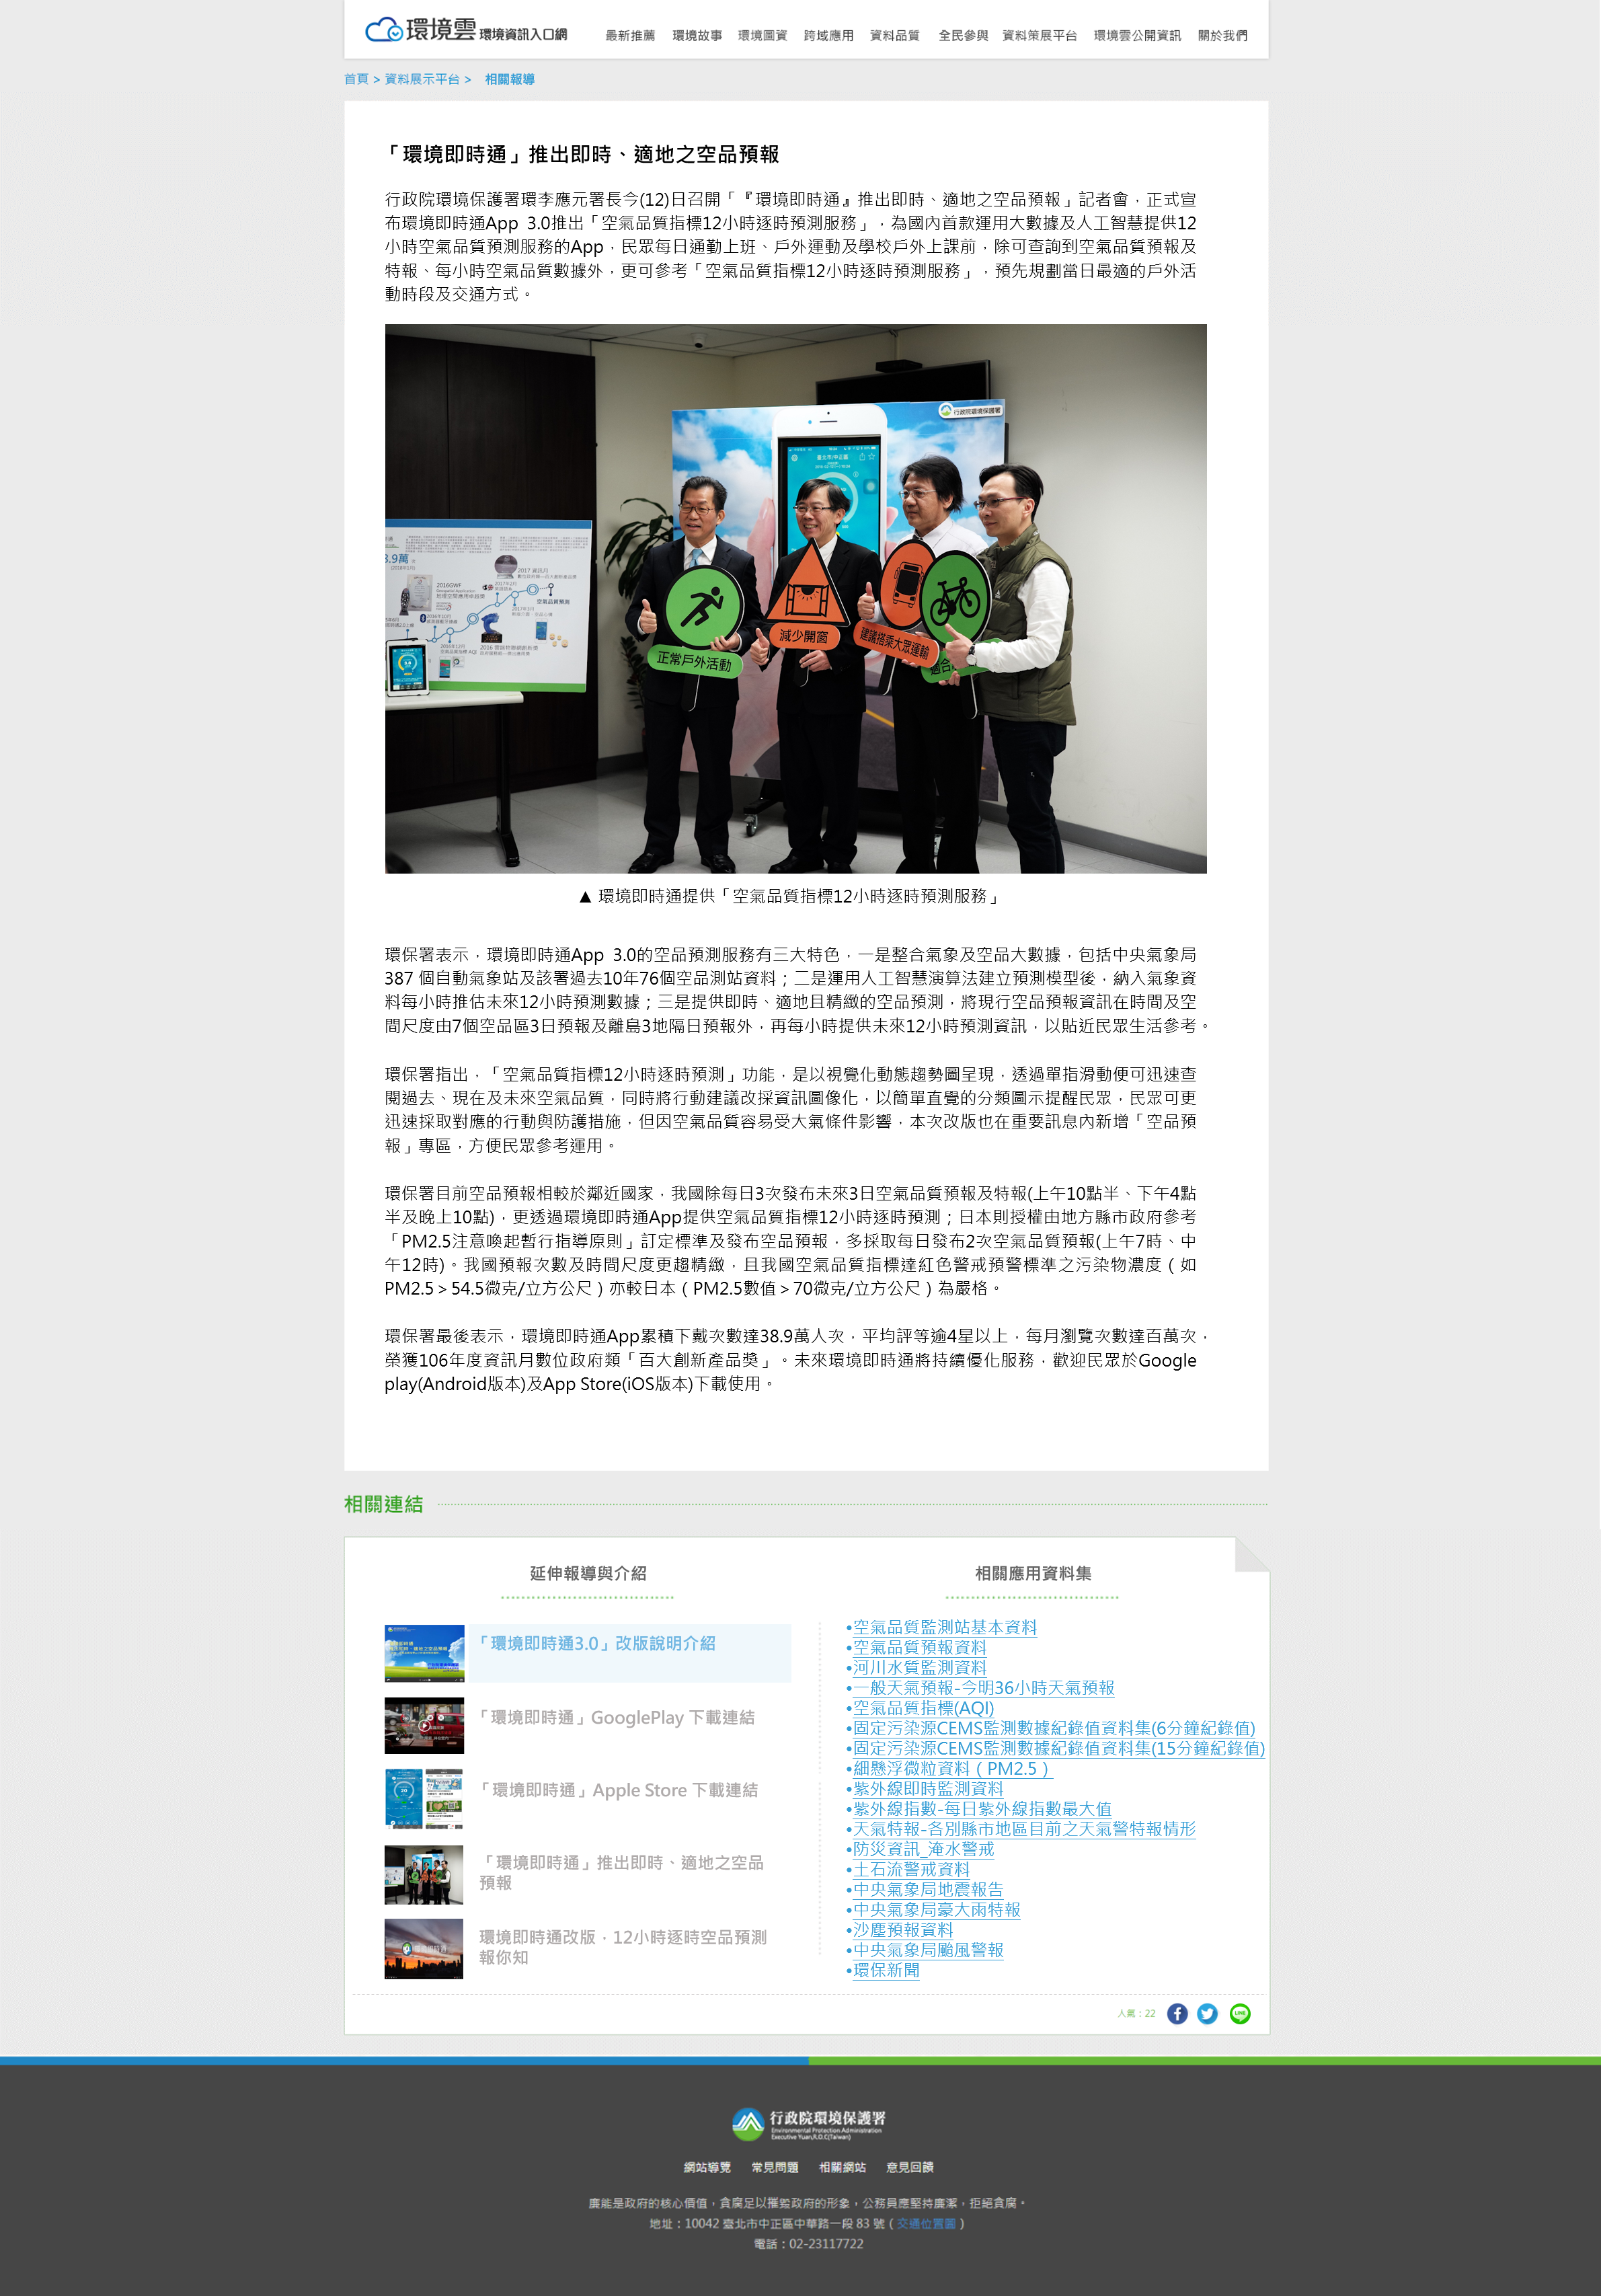 環境雲 環境資訊入口網
最新推薦 環境故事 環境圖資 跨域應用 資料品質 全民參與 資料策展平台 環境雲公開資訊 關於我們
首頁 > 資料展示平台 > 相關報導
「環境即時通」推出即時、適地之空品預報
行政院環境保護署環李應元署長今(12)日召開「『環境即時通』推出即時、適地之空品預報」記者會，正式宣
布環境即時通App 3.0推出「空氣品質指標12小時逐時預測服務」，為國內首款運用大數據及人工智慧提供12
小時空氣品質預測服務的App，民眾每日通勤上班、戶外運動及學校戶外上課前，除可查詢到空氣品質預報及
特報、每小時空氣品質數據外，更可參考「空氣品質指標12小時逐時預測服務」，預先規劃當日最適的戶外活
動時段及交通方式。
行政院環境保護署
臺北市/中正區
8.9萬
2017 資訊月
2016GWF
空氣品質預測
正常戶外活動
減少開窗
建議搭乘大眾運輸
適合
▲ 環境即時通提供「空氣品質指標12小時逐時預測服務」
環保署表示，環境即時通App 3.0的空品預測服務有三大特色，一是整合氣象及空品大數據，包括中央氣象局
387 個自動氣象站及該署過去10年76個空品測站資料；二是運用人工智慧演算法建立預測模型後，納入氣象資
料每小時推估未來12小時預測數據；三是提供即時、適地且精緻的空品預測，將現行空品預報資訊在時間及空
間尺度由7個空品區3日預報及離島3地隔日預報外，再每小時提供未來12小時預測資訊，以貼近民眾生活參考。
環保署指出，「空氣品質指標12小時逐時預測」功能，是以視覺化動態趨勢圖呈現，透過單指滑動便可迅速查
閱過去、現在及未來空氣品質，同時將行動建議改採資訊圖像化，以簡單直覺的分類圖示提醒民眾，民眾可更
迅速採取對應的行動與防護措施，但因空氣品質容易受大氣條件影響，本次改版也在重要訊息內新增「空品預
報」專區，方便民眾參考運用。
環保署目前空品預報相較於鄰近國家，我國除每日3次發布未來3日空氣品質預報及特報(上午10點半、下午4點
半及晚上10點)，更透過環境即時通App提供空氣品質指標12小時逐時預測；日本則授權由地方縣市政府參考
「PM2.5注意喚起暫行指導原則」訂定標準及發布空品預報，多採取每日發布2次空氣品質預報(上午7時、中
午12時)。我國預報次數及時間尺度更趨精緻，且我國空氣品質指標達紅色警戒預警標準之污染物濃度（如
PM2.5＞54.5微克/立方公尺）亦較日本（PM2.5數值＞70微克/立方公尺）為嚴格。
環保署最後表示，環境即時通App累積下戴次數達38.9萬人次，平均評等逾4星以上，每月瀏覽次數達百萬次，
榮獲106年度資訊月數位政府類「百大創新產品獎」。未來環境即時通將持續優化服務，歡迎民眾於Google
play(Android版本)及App Store(iOS版本)下載使用。
相關連結
延伸報導與介紹
「環境即時通3.0」改版說明介紹
「環境即時通」GooglePlay 下載連結
「環境即時通」Apple Store 下載連結
「環境即時通」推出即時、適地之空品
預報
環境即時通改版，12小時逐時空品預測
報你知
相關應用資料集
•空氣品質監測站基本資料
•空氣品質預報資料
•河川水質監測資料
•一般天氣預報-今明36小時天氣預報
•空氣品質指標(AQI)
•固定污染源CEMS監測數據紀錄值資料集(6分鐘紀錄值)
•固定污染源CEMS監測數據紀錄值資料集(15分鐘紀錄值)
•細懸浮微粒資料（PM2.5）
•紫外線即時監測資料
•紫外線指數-每日紫外線指數最大值
•天氣特報-各別縣市地區目前之天氣警特報情形
•防災資訊_淹水警戒
•土石流警戒資料
•中央氣象局地震報告
•中央氣象局豪大雨特報
•沙塵預報資料
•中央氣象局颱風警報
•環保新聞
人氣：22
LINE
行政院環境保護署
Environmental Protection Administration
Executive Yuan,R.O.C(Taiwan)
網站導覽 常見問題 相關網站 意見回饋
廉能是政府的核心價值，貪腐足以摧毀政府的形象，公務員應堅持廉潔，拒絕貪腐。
地址：10042 臺北市中正區中華路一段 83 號（交通位置圖）
電話：02-23117722